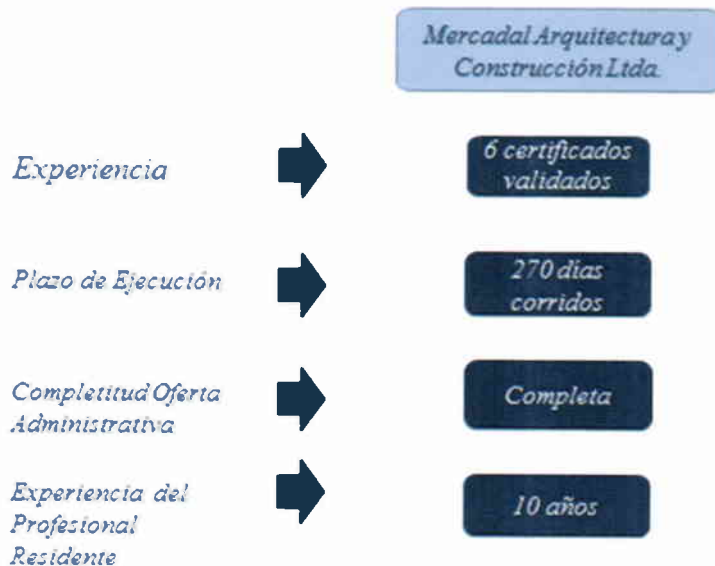 Mercadal Arquitectura y
Construcción Ltda.
Experiencia
6 certificados
validados
Plazo de Ejecución
270 días
corridos
Completitud Oferta
Administrativa
Completa
Experiencia del
Profesional
Residente
10 años